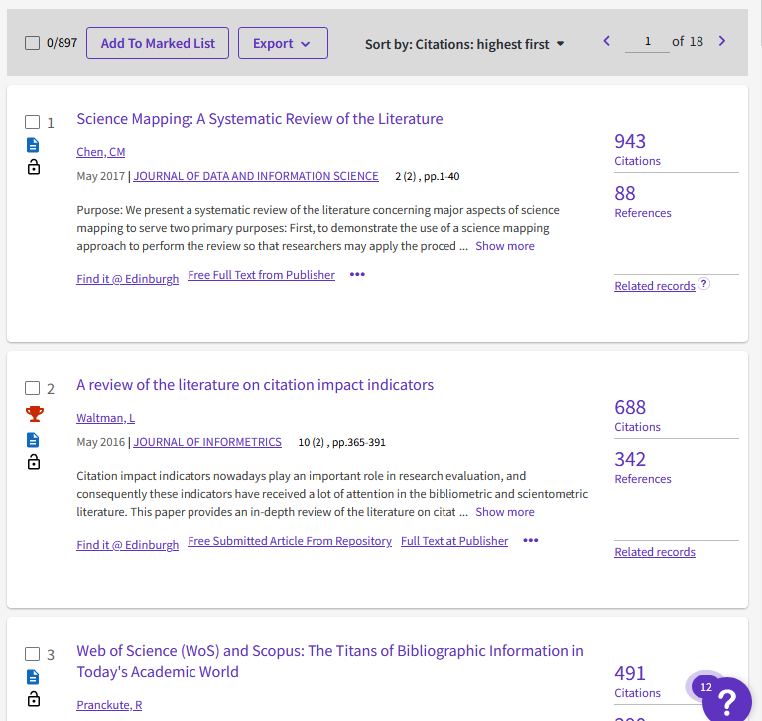 0/897 Add To Marked List Export Sort by: Citations: highest first 1 of 18
1 Science Mapping: A Systematic Review of the Literature
Chen, CM
May 2017 | JOURNAL OF DATA AND INFORMATION SCIENCE 2 (2) , pp.1-40
Purpose: We present a systematic review of the literature concerning major aspects of science
mapping to serve two primary purposes: First, to demonstrate the use of a science mapping
approach to perform the review so that researchers may apply the proced ... Show more
Find it @ Edinburgh Free Full Text from Publisher •••
943
Citations
88
References
Related records ?
2 A review of the literature on citation impact indicators
Waltman, L
May 2016 | JOURNAL OF INFORMETRICS 10 (2) , pp.365-391
Citation impact indicators nowadays play an important role in research evaluation, and
consequently these indicators have received a lot of attention in the bibliometric and scientometric
literature. This paper provides an in-depth review of the literature on citat ... Show more
Find it @ Edinburgh Free Submitted Article From Repository Full Text at Publisher •••
688
Citations
342
References
Related records
3 Web of Science (WoS) and Scopus: The Titans of Bibliographic Information in
Today's Academic World
Pranckute, R
491
Citations
12
?